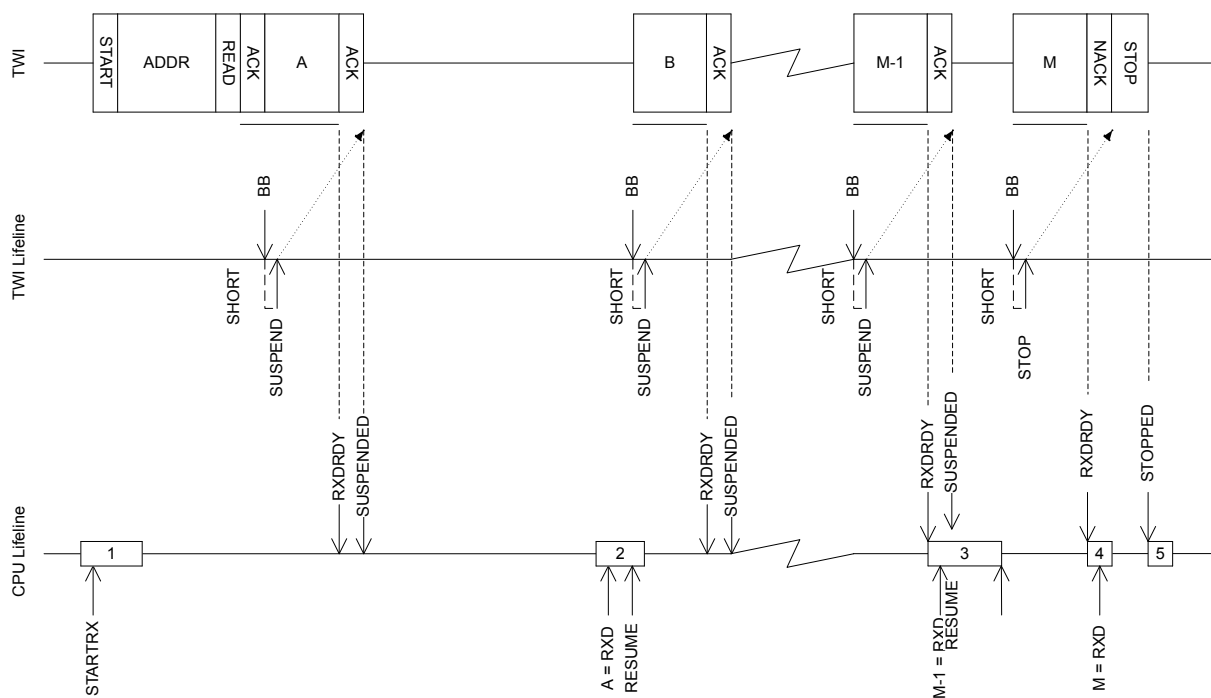 TWI
START
ADDR
READ
ACK
A
ACK
B
ACK
M-1
ACK
M
NACK
STOP
TWI Lifeline
BB
SHORT
SUSPEND
BB
SHORT
SUSPEND
BB
SHORT
SUSPEND
BB
SHORT
STOP
CPU Lifeline
RXDRDY
SUSPENDED
RXDRDY
SUSPENDED
RXDRDY
SUSPENDED
RXDRDY
STOPPED
1
2
3
4
5
STARTRX
A = RXD
RESUME
M-1 = RXD
RESUME
M = RXD